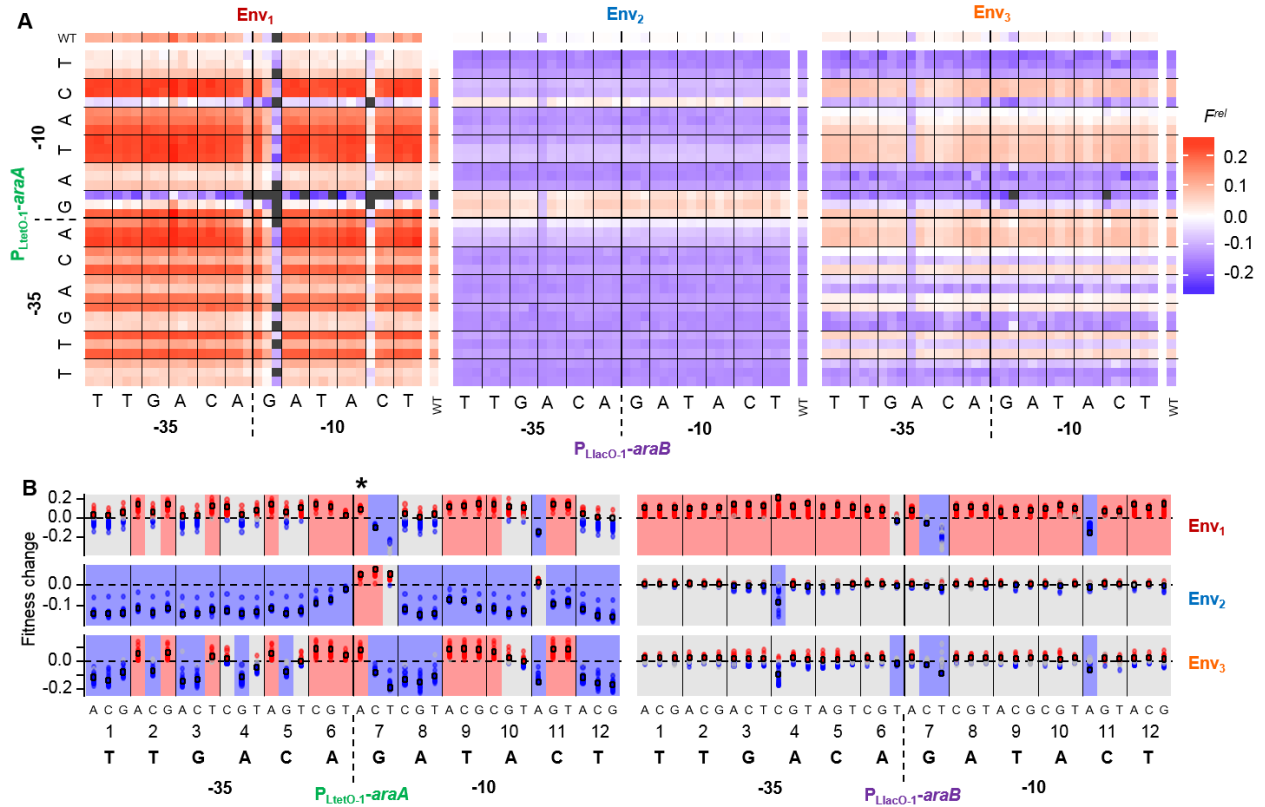 A
Env1
Env2
Env3
WT
T
C
A
T
A
G
A
C
A
G
T
T
-10
-35
PLtetO-1-araA
F rel
0.2
0.1
0.0
-0.1
-0.2
T T G A C A G A T A C T WT
T T G A C A G A T A C T WT
T T G A C A G A T A C T WT
-35 -10
-35 -10
-35 -10
PLlacO-1-araB
B
*
Fitness change
0.2
0.0
-0.2
Env1
0.0
-0.1
Env2
0.0
-0.2
Env3
A C G A C G A C T C G T A G T C G T A C T C G T A C G C G T A G T A C G
A C G A C G A C T C G T A G T C G T A C T C G T A C G C G T A G T A C G
1 2 3 4 5 6 7 8 9 10 11 12
1 2 3 4 5 6 7 8 9 10 11 12
T T G A C A G A T A C T
T T G A C A G A T A C T
-35 -10
-35 -10
PLtetO-1-araA
PLlacO-1-araB